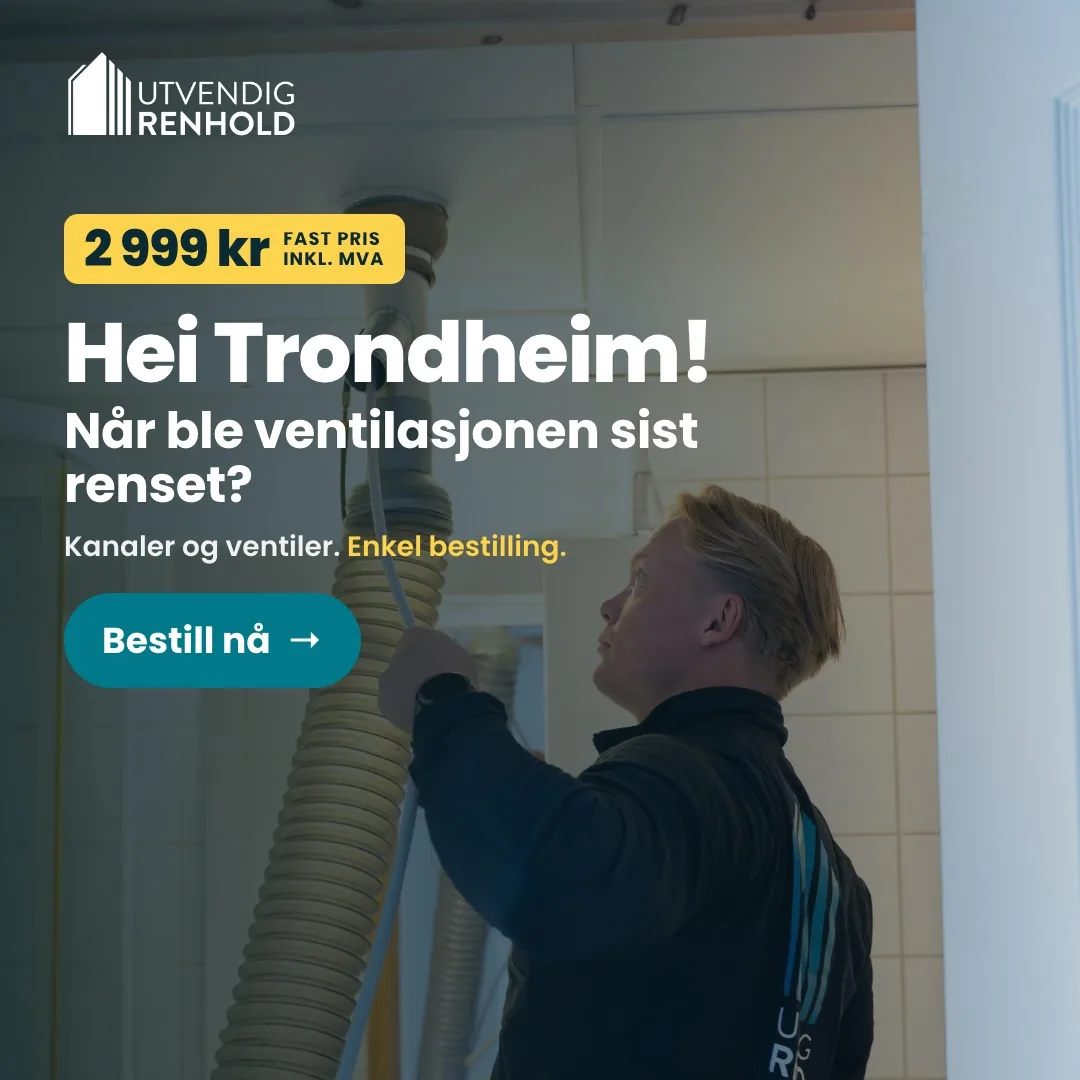 UTVENDIG
RENHOLD
2 999 kr
FAST PRIS
INKL. MVA
Hei Trondheim!
Når ble ventilasjonen sist
renset?
Kanaler og ventiler. Enkel bestilling.
Bestill nå →
U G
R